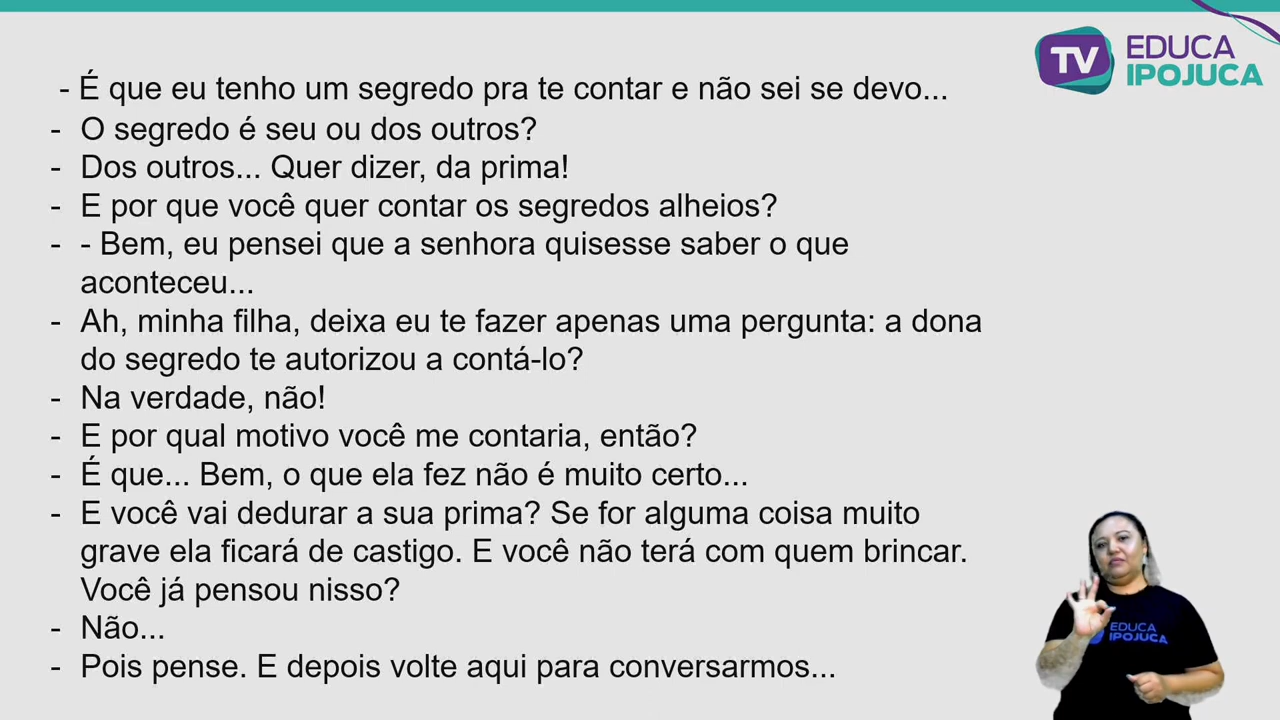 TV EDUCA
IPOJUCA
- É que eu tenho um segredo pra te contar e não sei se devo...
- O segredo é seu ou dos outros?
- Dos outros... Quer dizer, da prima!
- E por que você quer contar os segredos alheios?
- - Bem, eu pensei que a senhora quisesse saber o que
aconteceu...
- Ah, minha filha, deixa eu te fazer apenas uma pergunta: a dona
do segredo te autorizou a contá-lo?
- Na verdade, não!
- E por qual motivo você me contaria, então?
- É que... Bem, o que ela fez não é muito certo...
- E você vai dedurar a sua prima? Se for alguma coisa muito
grave ela ficará de castigo. E você não terá com quem brincar.
Você já pensou nisso?
- Não...
- Pois pense. E depois volte aqui para conversarmos...
EDUCA
IPOJUCA